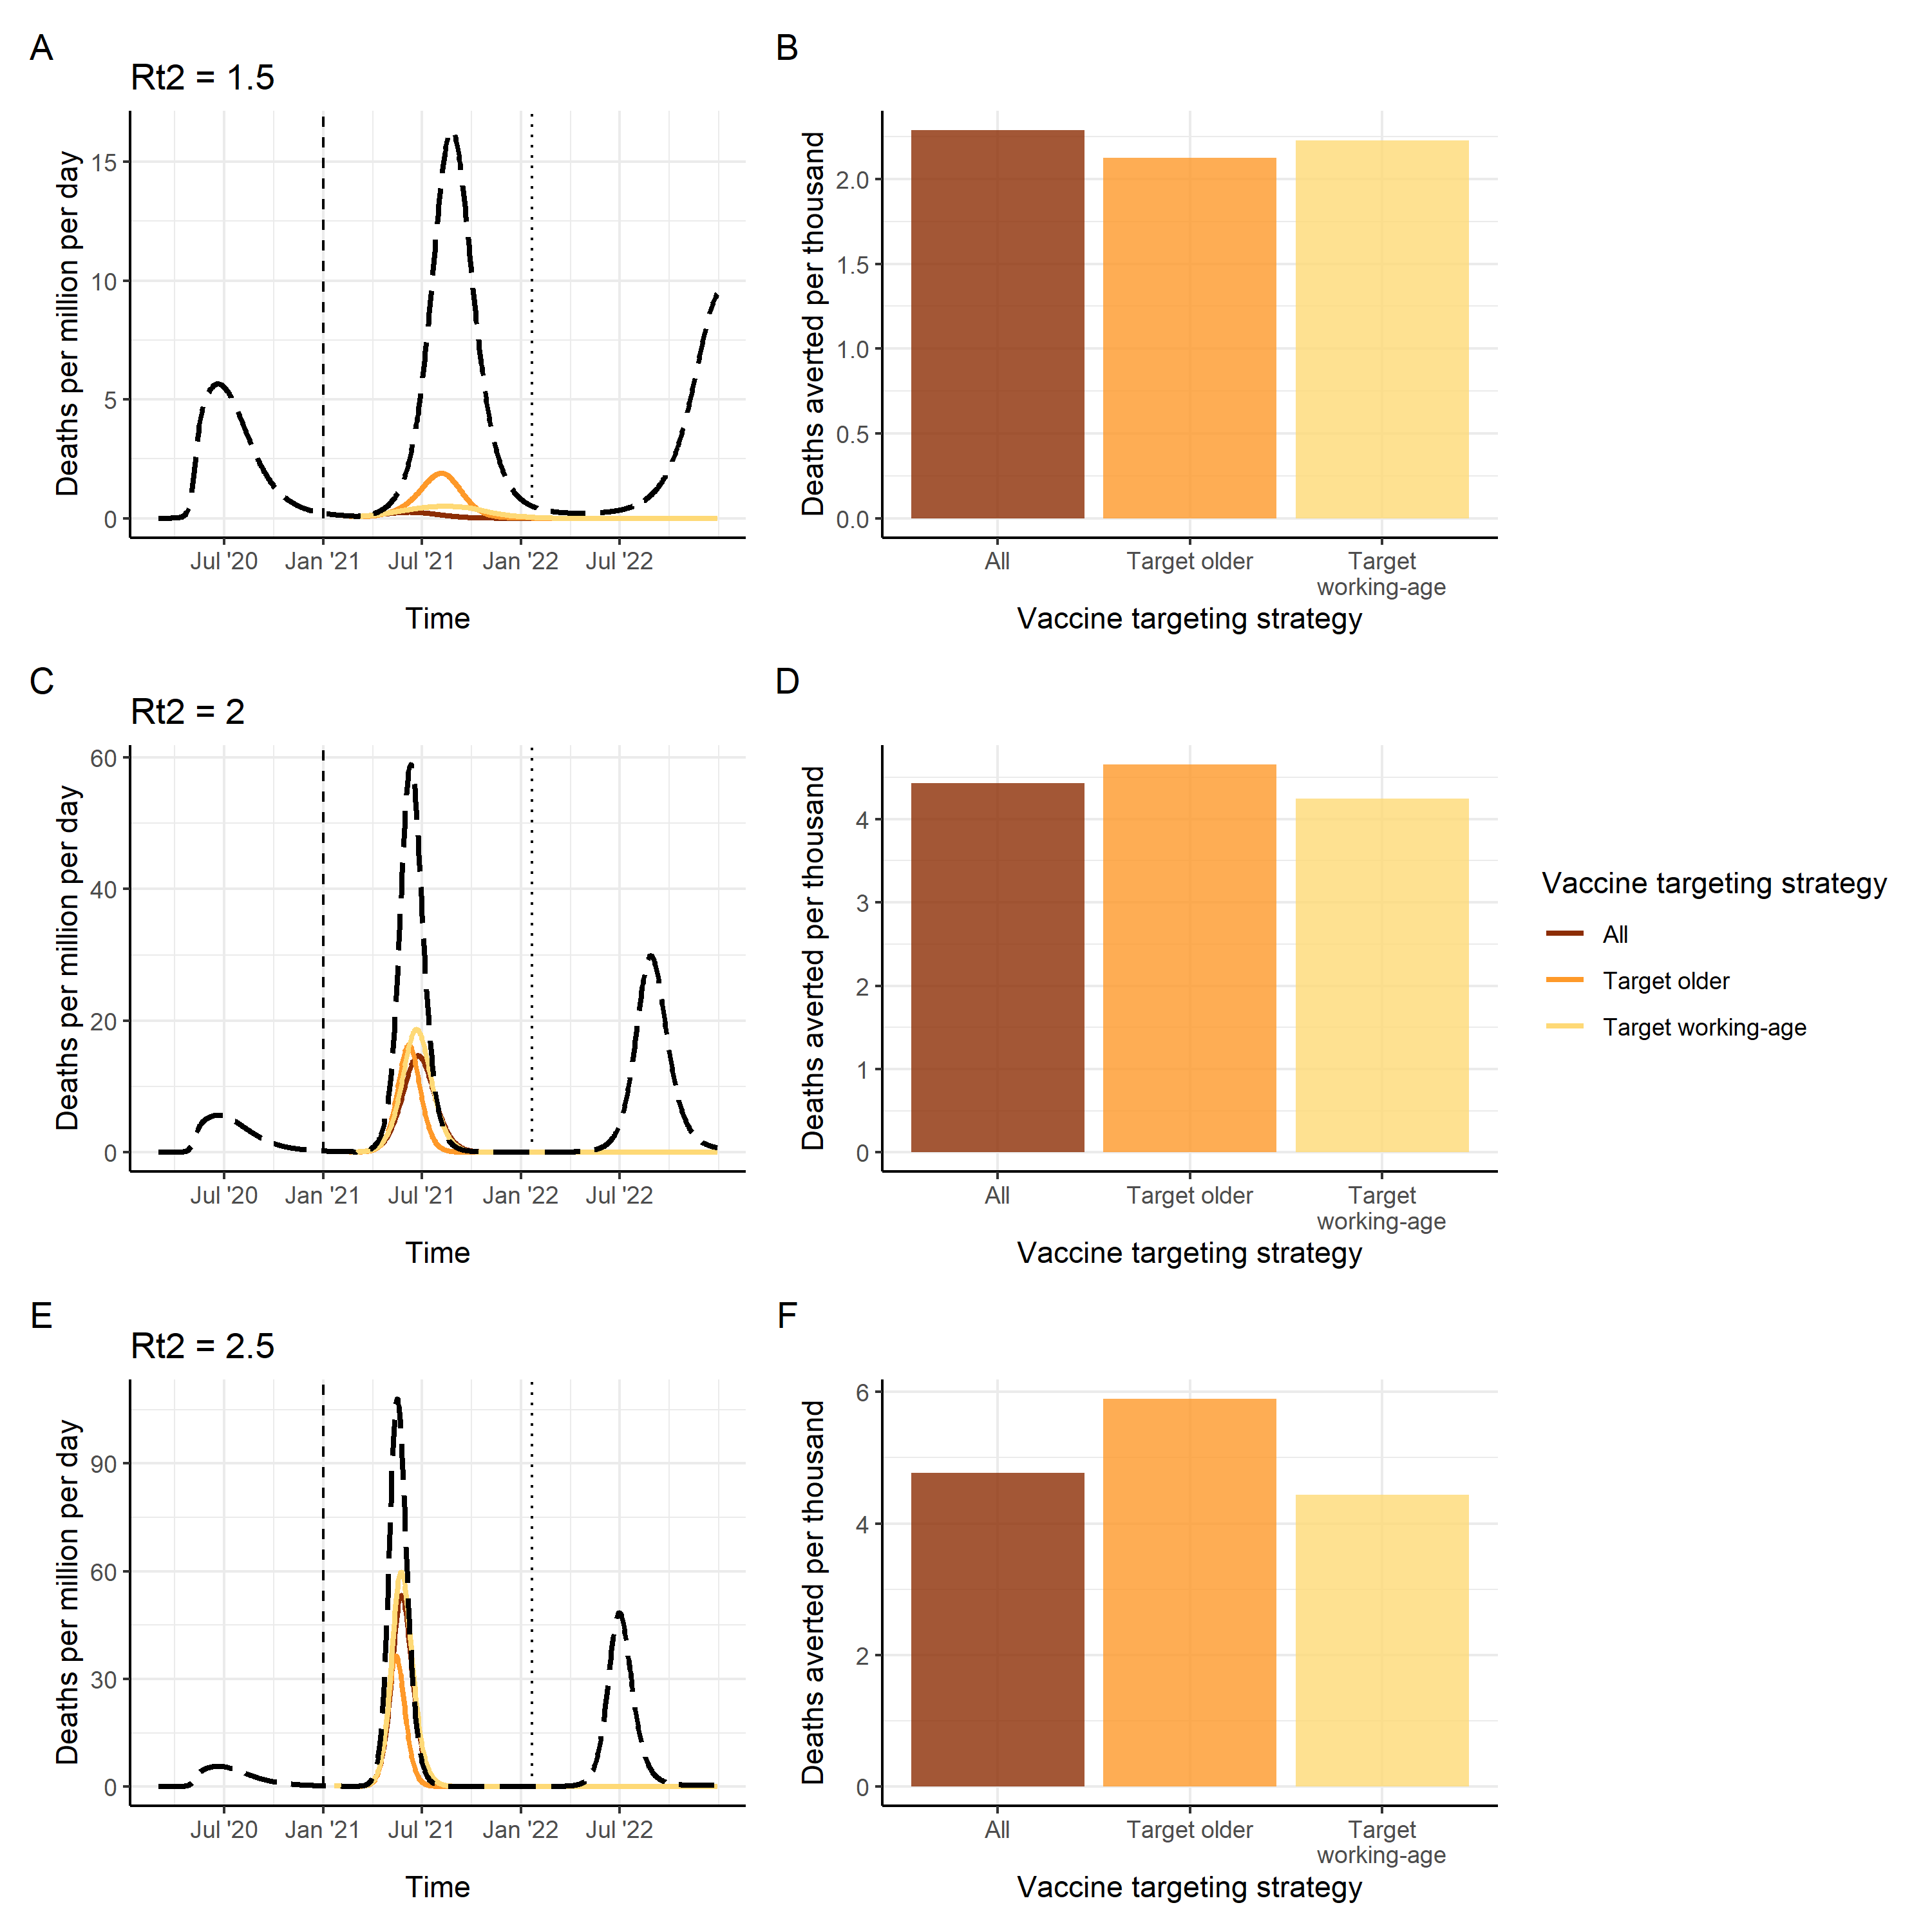 A
Rt2 = 1.5
Deaths per million per day
15
10
5
0
Jul '20 Jan '21 Jul '21 Jan '22 Jul '22
Time
B
Deaths averted per thousand
2.0
1.5
1.0
0.5
0.0
All Target older Target
working-age
Vaccine targeting strategy
C
Rt2 = 2
Deaths per million per day
60
40
20
0
Jul '20 Jan '21 Jul '21 Jan '22 Jul '22
Time
D
Deaths averted per thousand
4
3
2
1
0
All Target older Target
working-age
Vaccine targeting strategy
Vaccine targeting strategy
All
Target older
Target working-age
E
Rt2 = 2.5
Deaths per million per day
90
60
30
0
Jul '20 Jan '21 Jul '21 Jan '22 Jul '22
Time
F
Deaths averted per thousand
6
4
2
0
All Target older Target
working-age
Vaccine targeting strategy